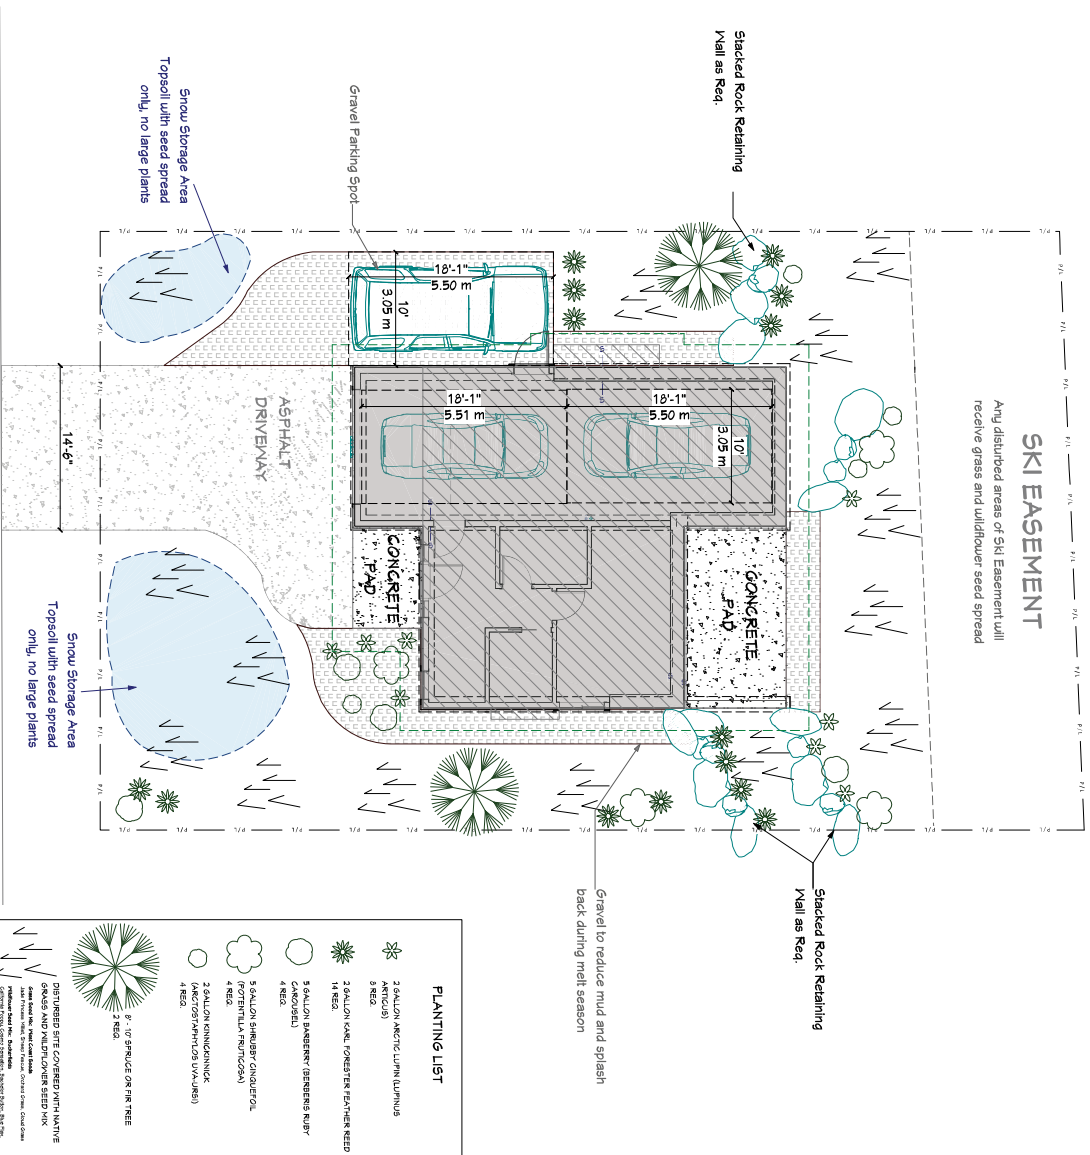 SKI EASEMENT
Any disturbed areas of Ski Easement will
receive grass and wildflower seed spread
Stacked Rock Retaining
Wall as Req.
Gravel Parking Spot
Snow Storage Area
Topsoil with seed spread
only, no large plants
18'-1"
5.50 m
10'
3.05 m
18'-1"
5.51 m
18'-1"
5.50 m
10'
3.05 m
ASPHALT
DRIVEWAY
14'-6"
CONCRETE
PAD
CONCRETE
PAD
Snow Storage Area
Topsoil with seed spread
only, no large plants
Stacked Rock Retaining
Wall as Req.
Gravel to reduce mud and splash
back during melt season
P/L
PLANTING LIST
2 GALLON ARCTIC LUPIN (LUPINUS
ARTICUS)
2 GALLON KARL FORESTER FEATHER REED
14 REQ.
5 GALLON BARBERRY (BERBERIS RUBY
CAROUSEL)
4 REQ.
5 GALLON SHRUBBY CINQUEFOIL
(POTENTILLA FRUTICOSA)
4 REQ.
2 GALLON KINNICKINNICK
(ARCTOSTAPHYLOS UVA-URSI)
4 REQ.
8' - 10' SPRUCE OR FIR TREE
2 REQ.
DISTURBED SITE COVERED WITH NATIVE
GRASS AND WILDFLOWER SEED MIX
Grass Seed Mix: West Coast Seeds